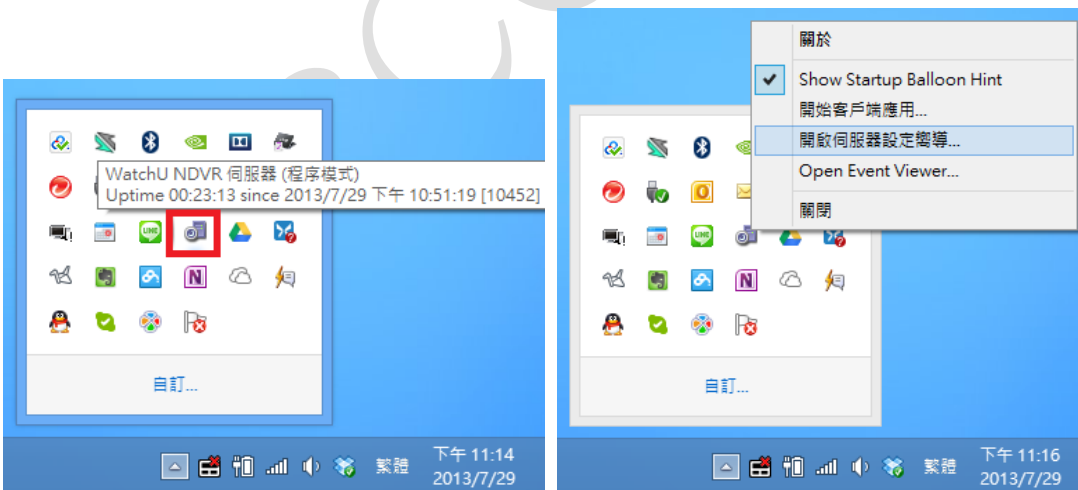 WatchU NDVR 伺服器 (程序模式)
Uptime 00:23:13 since 2013/7/29 下午 10:51:19 [10452]
LINE
N
自訂...
繁體
下午 11:14
2013/7/29
關於
Show Startup Balloon Hint
開始客戶端應用...
開啟伺服器設定嚮導...
Open Event Viewer...
關閉
LINE
N
自訂...
繁體
下午 11:16
2013/7/29